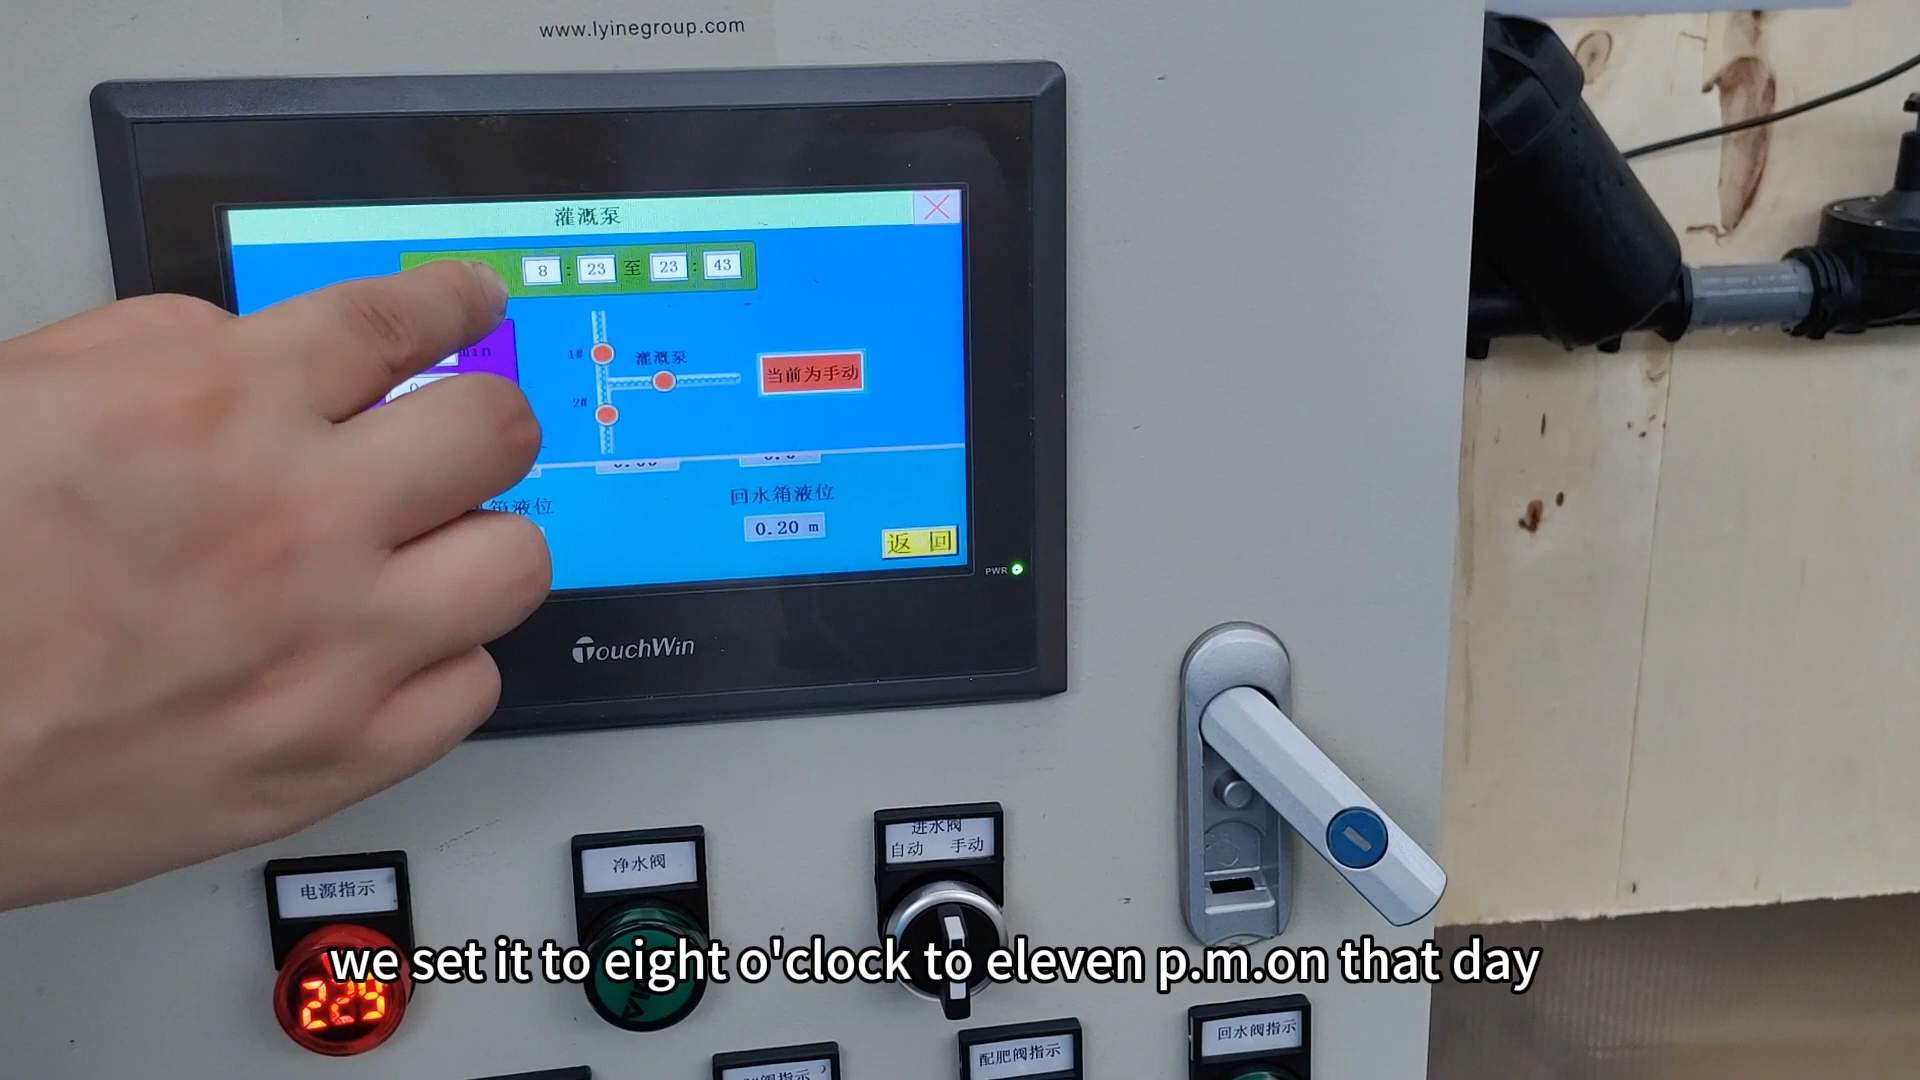 www.lyinegroup.com
灌溉泵
8 : 23 至 23 : 43
min
0
1#
灌溉泵
当前为手动
2#
箱液位
回水箱液位
0.20 m
返 回
PWR
TouchWin
电源指示
净水阀
进水阀
自动 手动
229
we set it to eight o'clock to eleven p.m.on that day
配肥阀指示
回水阀指示